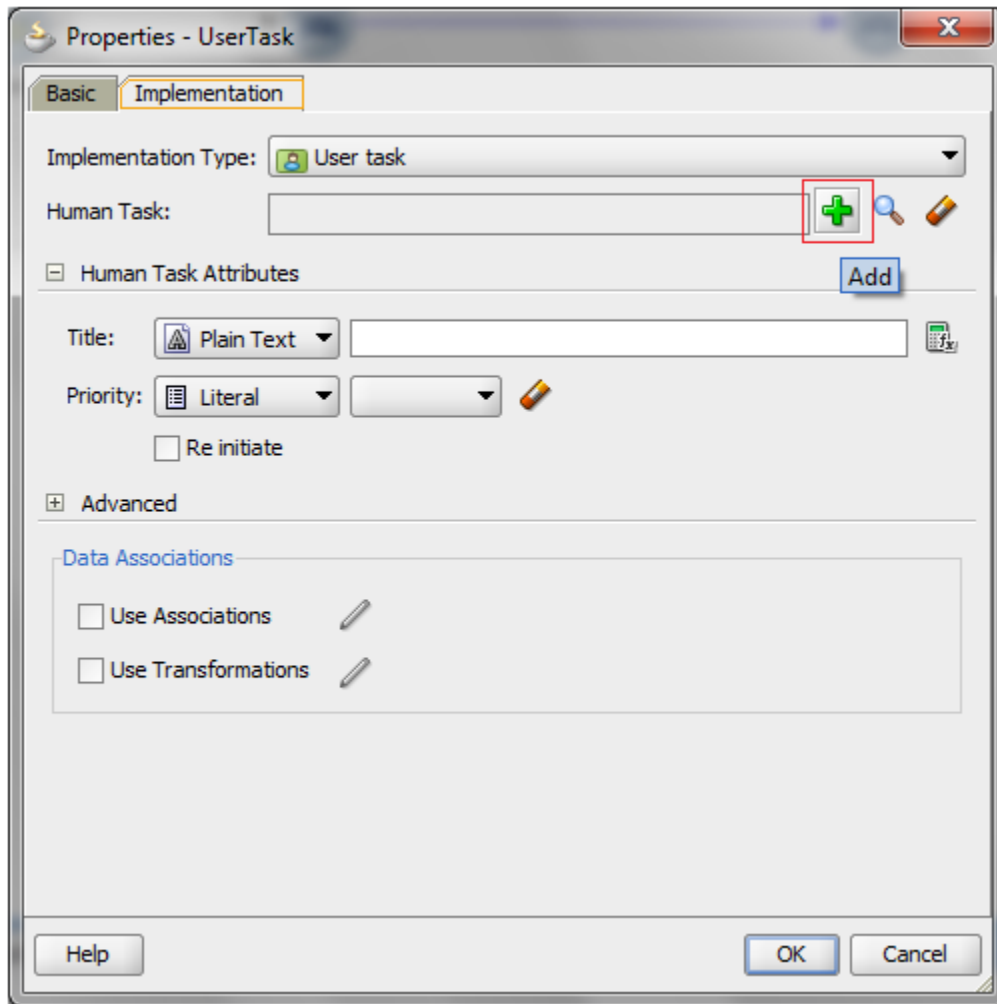 Properties - UserTask
Basic
Implementation
Implementation Type: User task
Human Task:
Human Task Attributes
Add
Title: Plain Text
Priority: Literal
Re initiate
Advanced
Data Associations
Use Associations
Use Transformations
Help
OK
Cancel